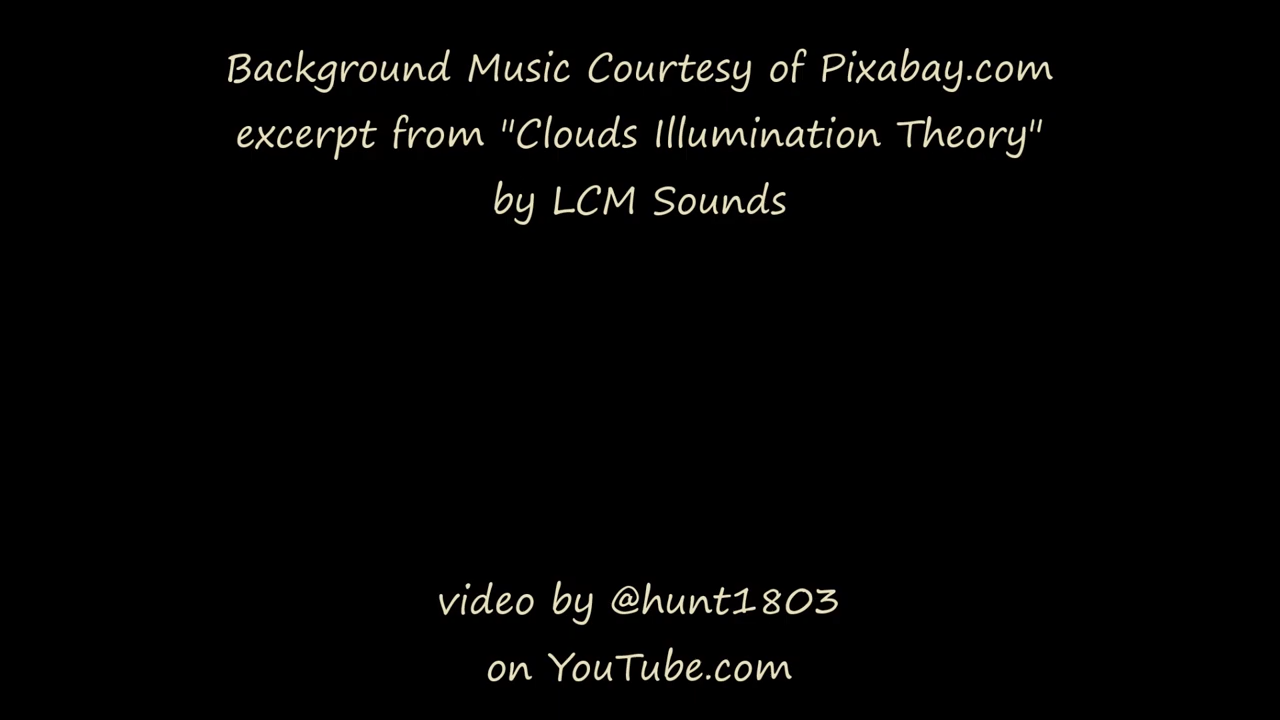 Background Music Courtesy of Pixabay.com
excerpt from "Clouds Illumination Theory"
by LCM Sounds
video by @hunt1803
on YouTube.com